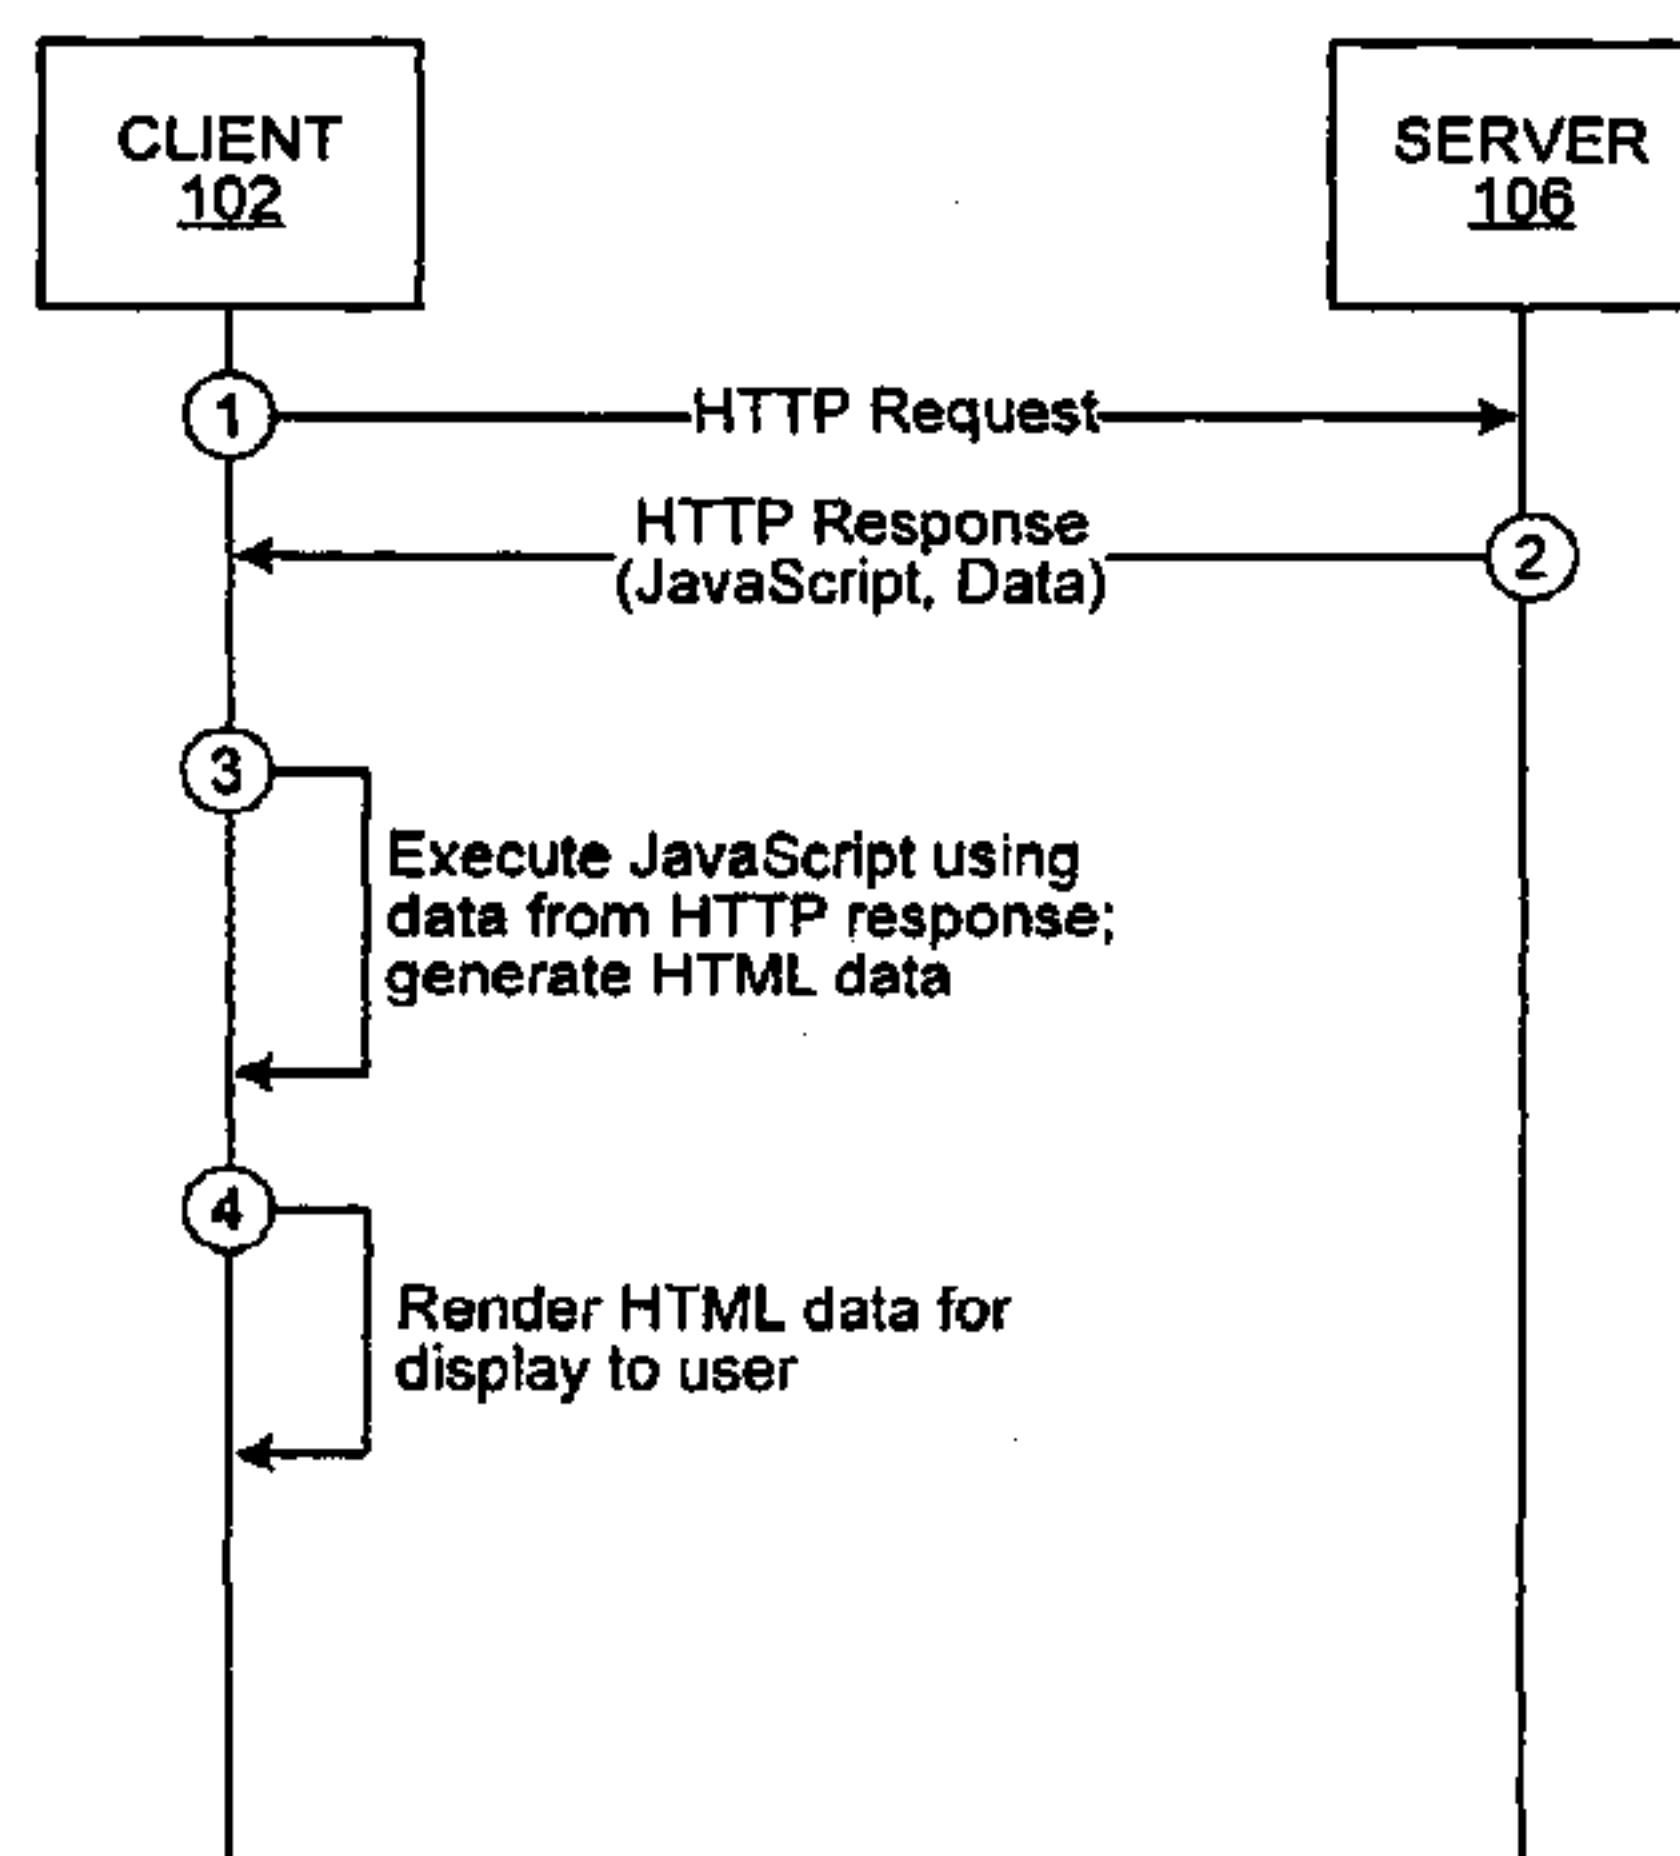 CLIENT
102
SERVER
106
1
HTTP Request
HTTP Response
(JavaScript, Data)
2
3
Execute JavaScript using
data from HTTP response;
generate HTML data
4
Render HTML data for
display to user